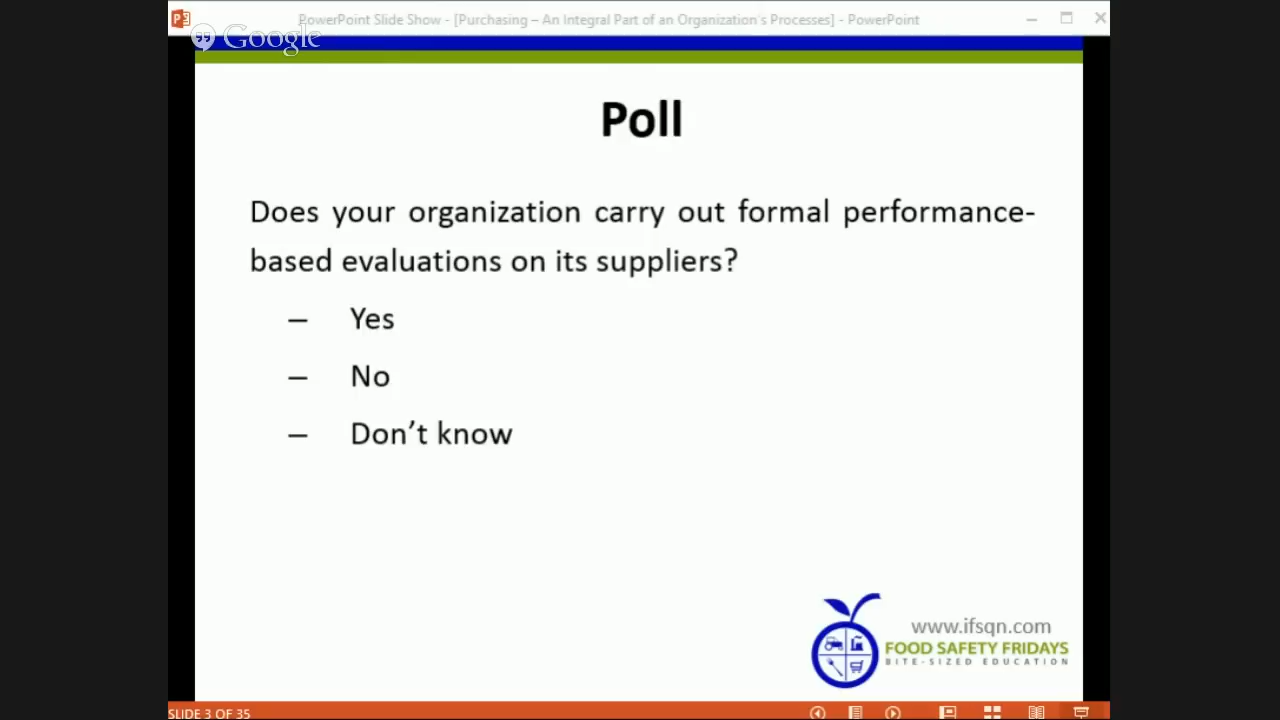 PowerPoint Slide Show - [Purchasing – An Integral Part of an Organization's Processes] - PowerPoint
Google
Poll
Does your organization carry out formal performance-
based evaluations on its suppliers?
– Yes
– No
– Don’t know
www.ifsqn.com
FOOD SAFETY FRIDAYS
BITE-SIZED EDUCATION
SLIDE 3 OF 35